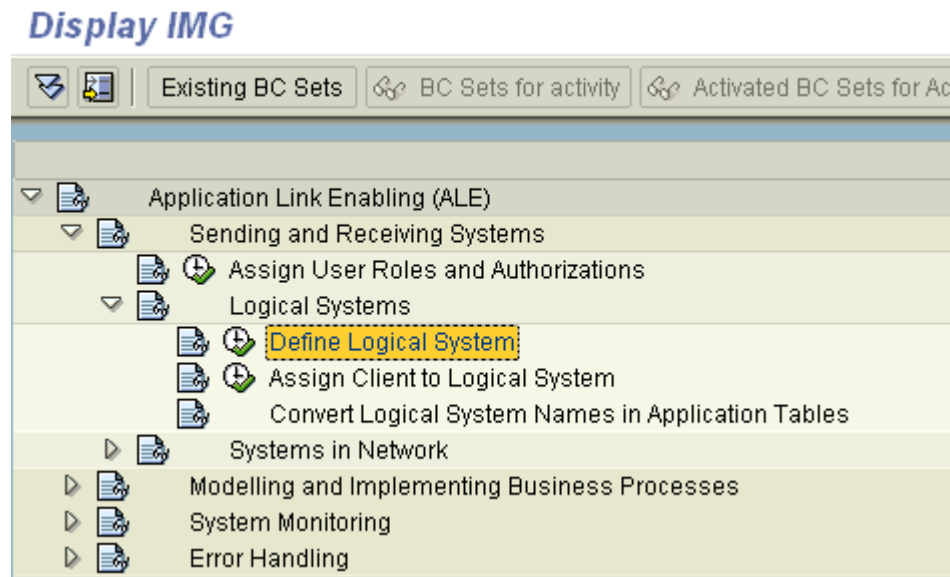 Display IMG
Existing BC Sets BC Sets for activity Activated BC Sets for Ac
Application Link Enabling (ALE)
Sending and Receiving Systems
Assign User Roles and Authorizations
Logical Systems
Define Logical System
Assign Client to Logical System
Convert Logical System Names in Application Tables
Systems in Network
Modelling and Implementing Business Processes
System Monitoring
Error Handling